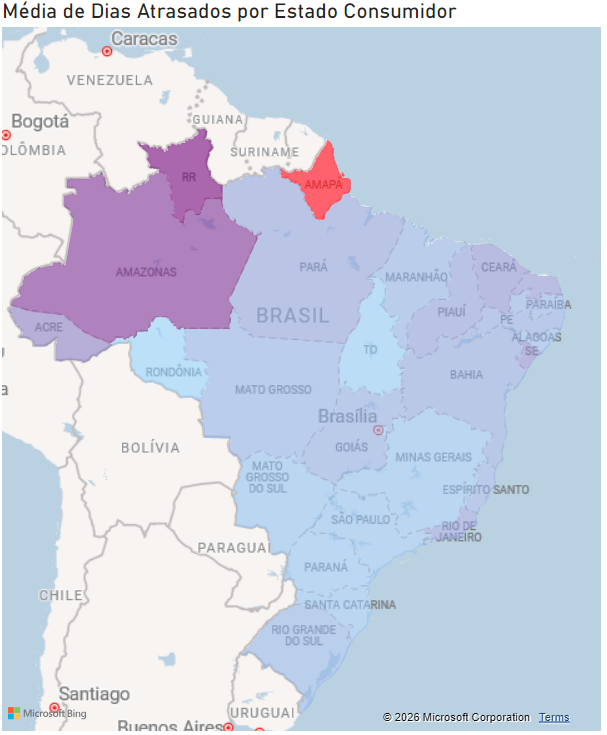 Média de Dias Atrasados por Estado Consumidor
Caracas
VENEZUELA
Bogotá
OLÔMBIA
GUIANA
SURINAME
RR
AMAPÁ
AMAZONAS
PARÁ
MARANHÃO
CEARÁ
BRASIL
PIAUÍ
PARAÍBA
PE
ACRE
ALAGOAS
SE
RONDÔNIA
TO
BAHIA
MATO GROSSO
Brasília
GOIÁS
BOLÍVIA
MINAS GERAIS
MATO
GROSSO
DO SUL
ESPÍRITO SANTO
SÃO PAULO
RIO DE
JANEIRO
PARAGUAI
PARANÁ
CHILE
SANTA CATARINA
RIO GRANDE
DO SUL
Santiago
Microsoft Bing
URUGUAI
Buenos Aires
© 2026 Microsoft Corporation Terms